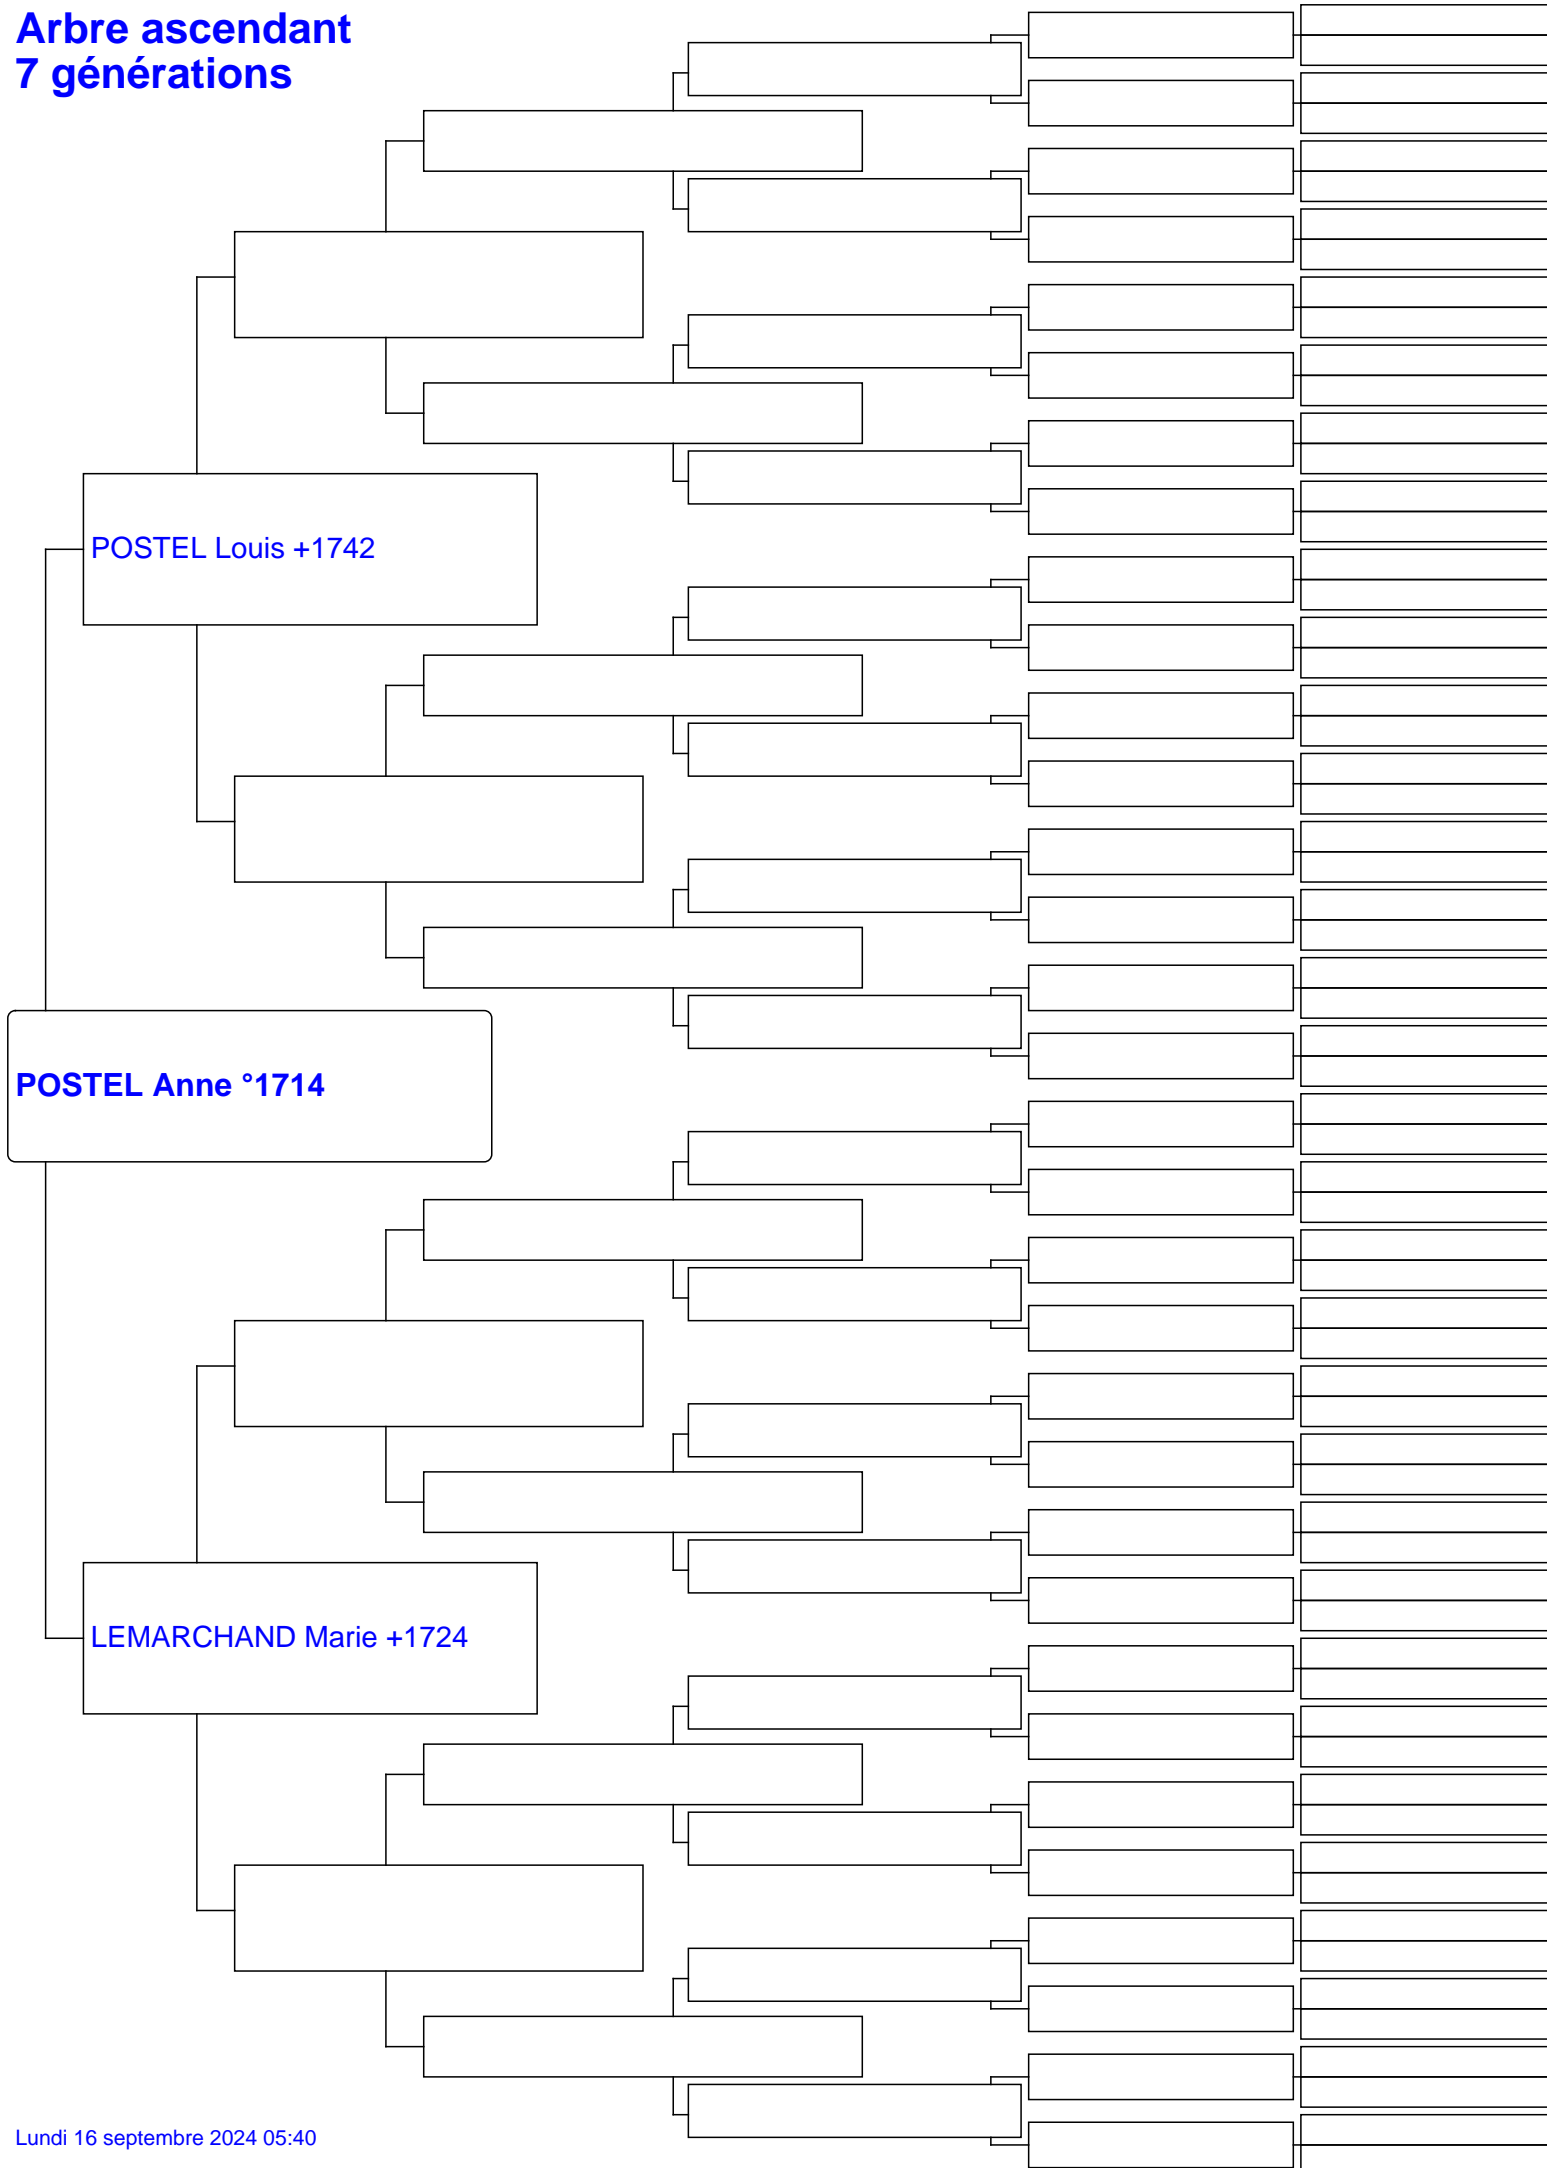 Arbre ascendant
7 générations
POSTEL Louis +1742
POSTEL Anne °1714
LEMARCHAND Marie +1724
Lundi 16 septembre 2024 05:40